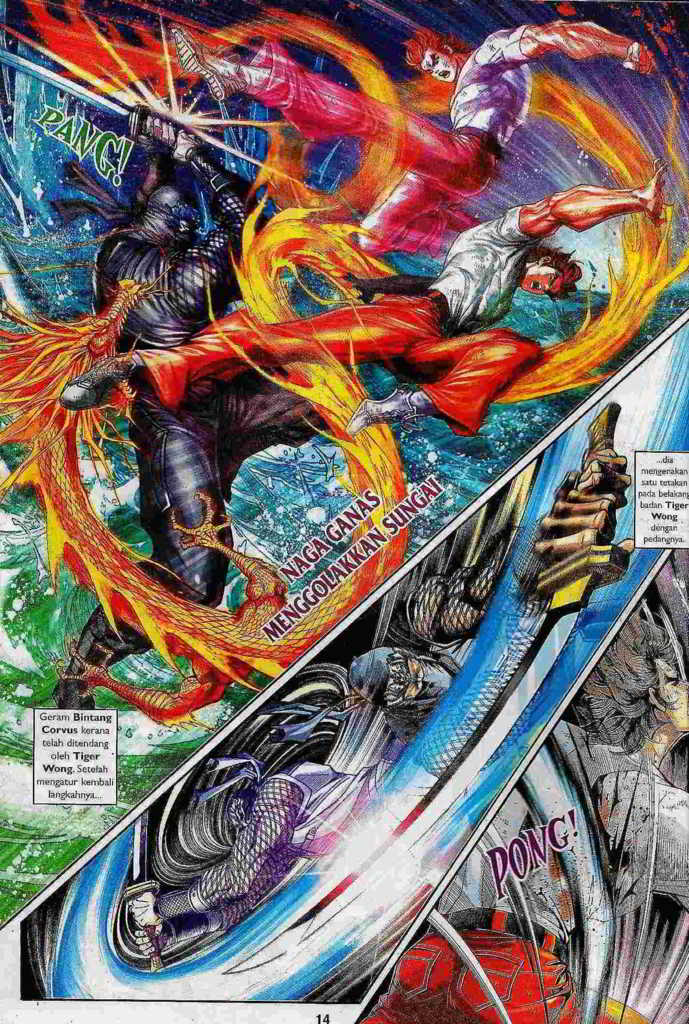 PANG!
NAGA GANAS
MENGGOLAKKAN SUNGAI
...dia
mengenakan
satu tetakan
pada belakang
badan Tiger
Wong
dengan
pedangnya.
Geram Bintang
Corvus kerana
telah ditendang
oleh Tiger
Wong. Setelah
mengatur kembali
langkahnya...
PONG!
14